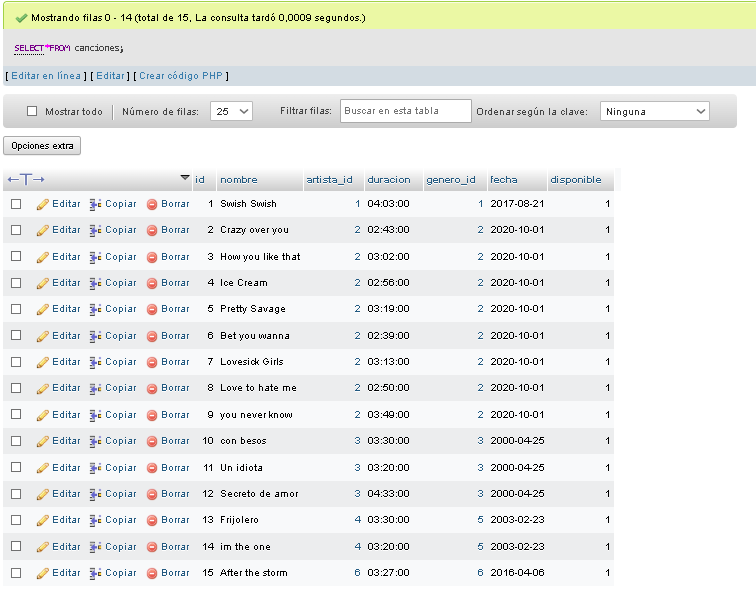 Mostrando filas 0 - 14 (total de 15, La consulta tardó 0,0009 segundos.)
SELECT*FROM canciones;
[ Editar en línea ] [ Editar ] [ Crear código PHP ]
Mostrar todo Número de filas: 25 Filtrar filas: Buscar en esta tabla Ordenar según la clave: Ninguna
Opciones extra
←T→ id nombre artista_id duracion genero_id fecha disponible
Editar Copiar Borrar 1 Swish Swish 1 04:03:00 1 2017-08-21 1
Editar Copiar Borrar 2 Crazy over you 2 02:43:00 2 2020-10-01 1
Editar Copiar Borrar 3 How you like that 2 03:02:00 2 2020-10-01 1
Editar Copiar Borrar 4 Ice Cream 2 02:56:00 2 2020-10-01 1
Editar Copiar Borrar 5 Pretty Savage 2 03:19:00 2 2020-10-01 1
Editar Copiar Borrar 6 Bet you wanna 2 02:39:00 2 2020-10-01 1
Editar Copiar Borrar 7 Lovesick Girls 2 03:13:00 2 2020-10-01 1
Editar Copiar Borrar 8 Love to hate me 2 02:50:00 2 2020-10-01 1
Editar Copiar Borrar 9 you never know 2 03:49:00 2 2020-10-01 1
Editar Copiar Borrar 10 con besos 3 03:30:00 3 2000-04-25 1
Editar Copiar Borrar 11 Un idiota 3 03:20:00 3 2000-04-25 1
Editar Copiar Borrar 12 Secreto de amor 3 04:33:00 3 2000-04-25 1
Editar Copiar Borrar 13 Frijolero 4 03:30:00 5 2003-02-23 1
Editar Copiar Borrar 14 im the one 4 03:20:00 5 2003-02-23 1
Editar Copiar Borrar 15 After the storm 6 03:27:00 6 2016-04-06 1